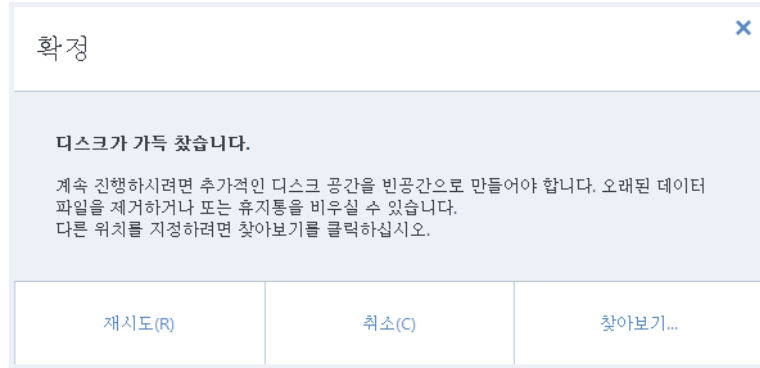 확정
디스크가 가득 찼습니다.
계속 진행하시려면 추가적인 디스크 공간을 빈공간으로 만들어야 합니다. 오래된 데이터
파일을 제거하거나 또는 휴지통을 비우실 수 있습니다.
다른 위치를 지정하려면 찾아보기를 클릭하십시오.
재시도(R)
취소(C)
찾아보기...